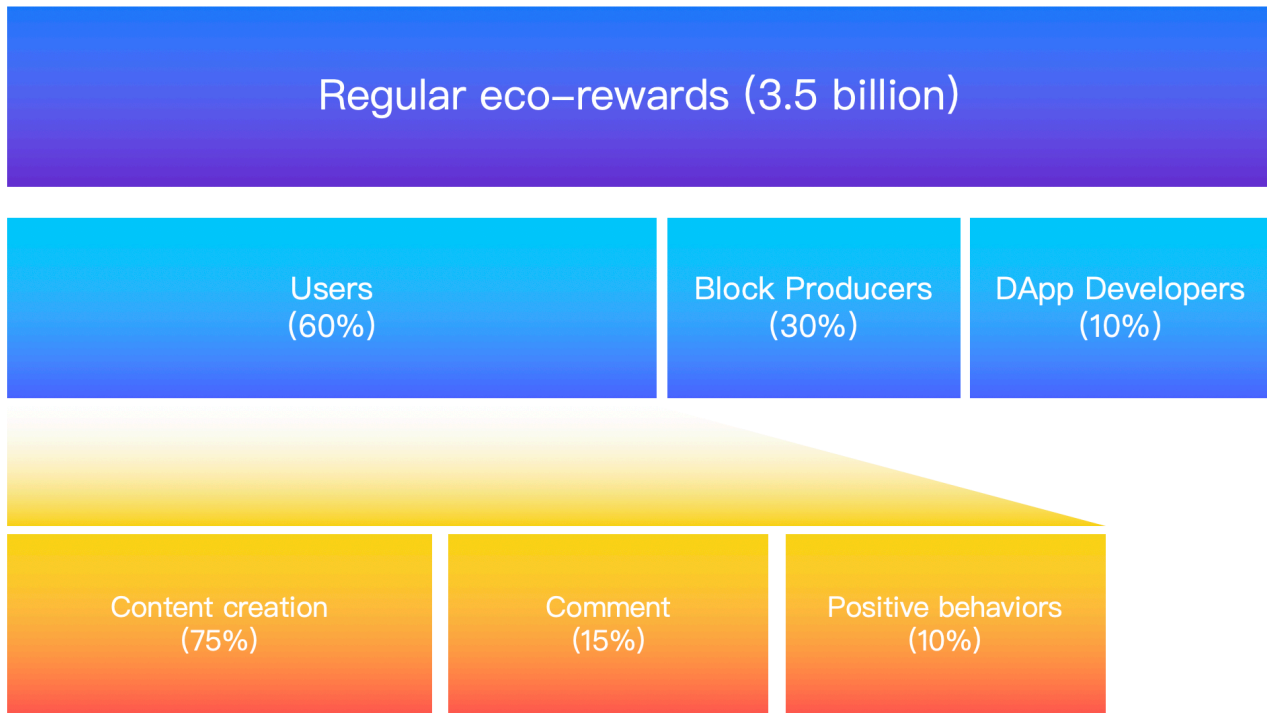 Regular eco–rewards (3.5 billion)
Users
(60%)
Block Producers
(30%)
DApp Developers
(10%)
Content creation
(75%)
Comment
(15%)
Positive behaviors
(10%)